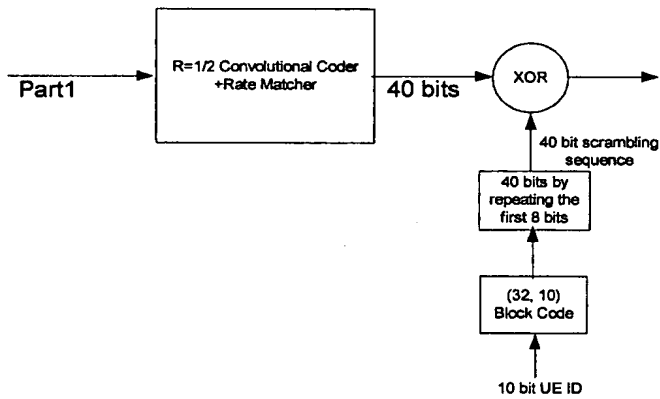 R=1/2 Convolutional Coder
+Rate Matcher
Part1
40 bits
XOR
40 bit scrambling
sequence
40 bits by
repeating the
first 8 bits
(32, 10)
Block Code
10 bit UE ID